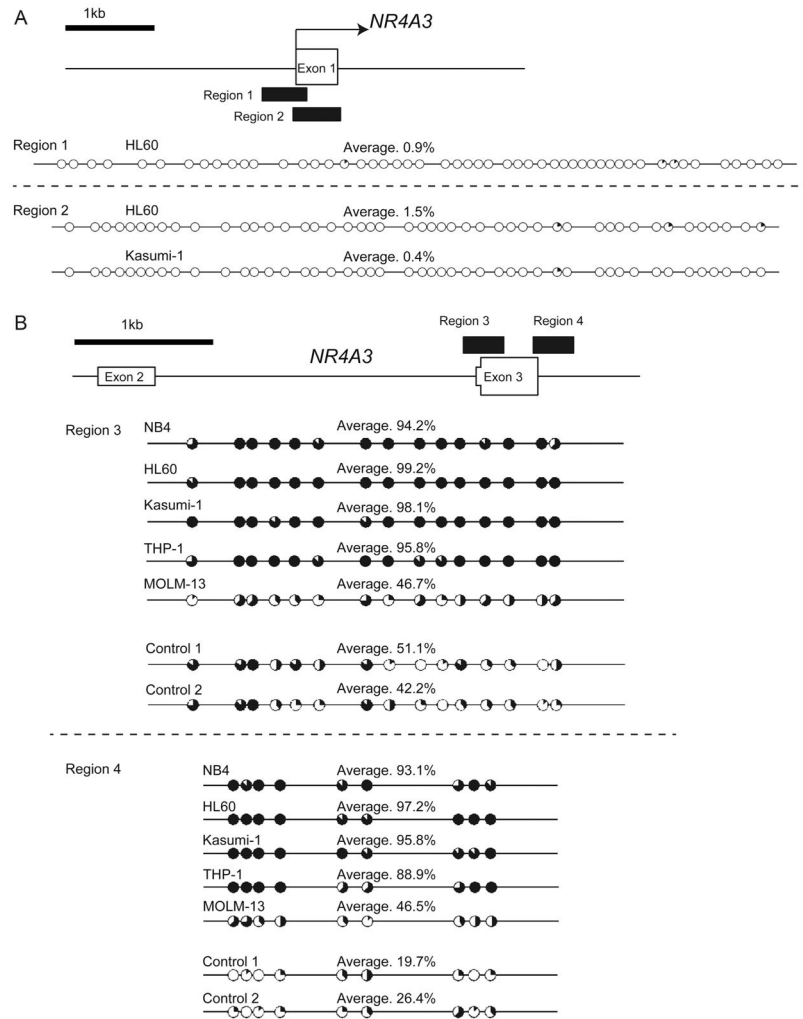 A
1kb
NR4A3
Exon 1
Region 1
Region 2
Region 1 HL60 Average. 0.9%
Region 2 HL60 Average. 1.5%
Kasumi-1 Average. 0.4%
B
1kb
Region 3 Region 4
NR4A3
Exon 2 Exon 3
Region 3 NB4 Average. 94.2%
HL60 Average. 99.2%
Kasumi-1 Average. 98.1%
THP-1 Average. 95.8%
MOLM-13 Average. 46.7%
Control 1 Average. 51.1%
Control 2 Average. 42.2%
Region 4 NB4 Average. 93.1%
HL60 Average. 97.2%
Kasumi-1 Average. 95.8%
THP-1 Average. 88.9%
MOLM-13 Average. 46.5%
Control 1 Average. 19.7%
Control 2 Average. 26.4%